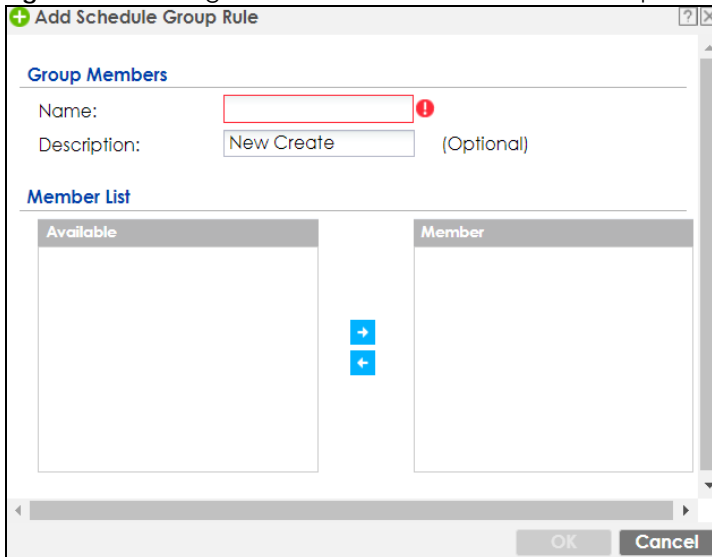 Add Schedule Group Rule
Group Members
Name:
Description: New Create (Optional)
Member List
Available Member
OK Cancel